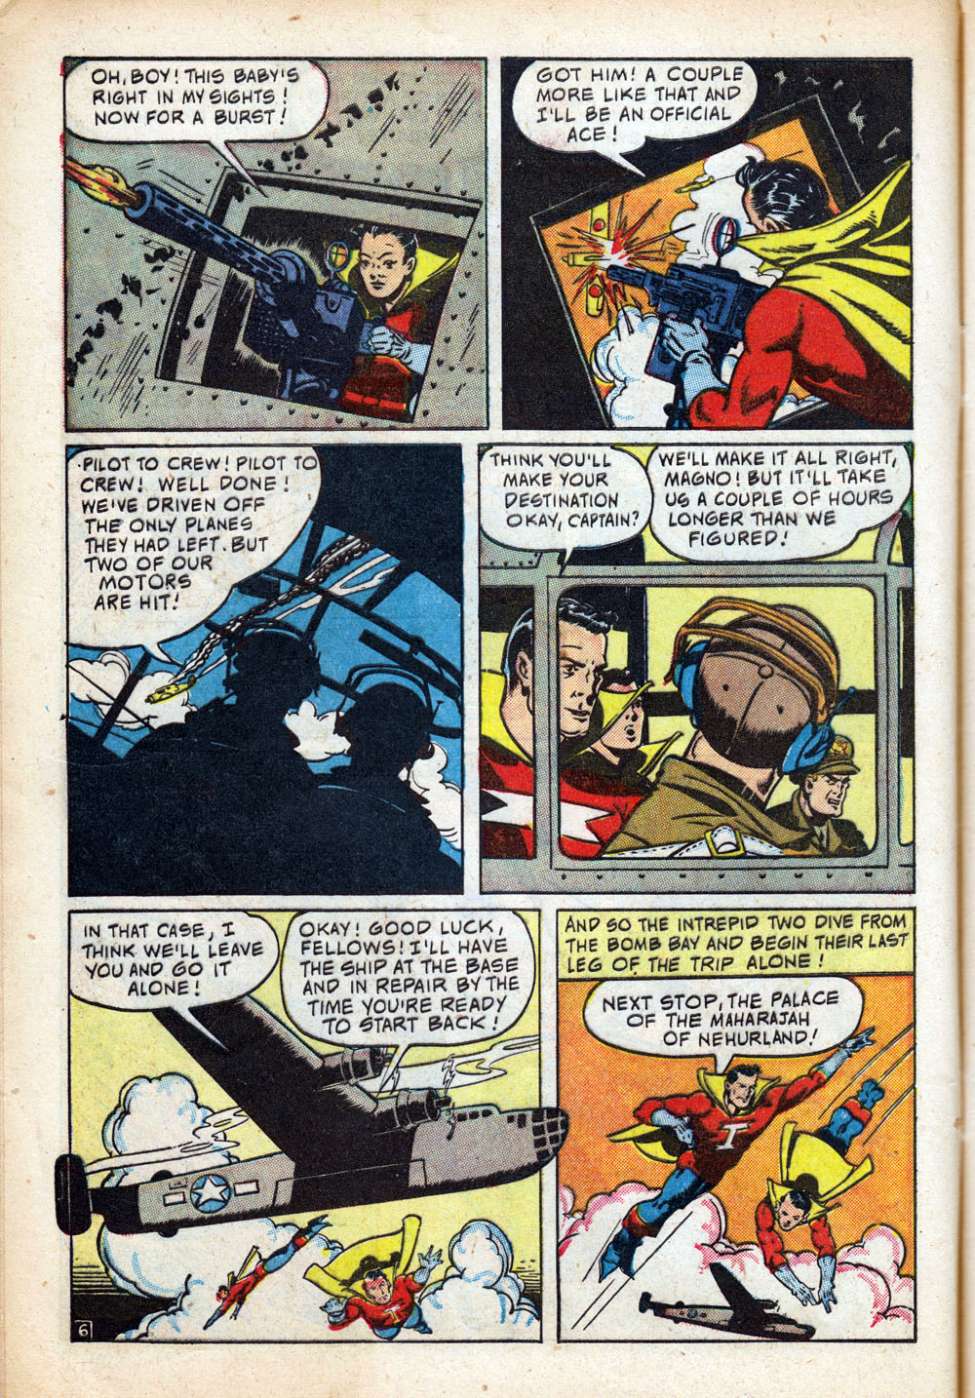 OH, BOY! THIS BABY'S
RIGHT IN MY SIGHTS!
NOW FOR A BURST!
GOT HIM! A COUPLE
MORE LIKE THAT AND
I'LL BE AN OFFICIAL
ACE!
PILOT TO CREW! PILOT TO
CREW! WELL DONE!
WE'VE DRIVEN OFF
THE ONLY PLANES
THEY HAD LEFT. BUT
TWO OF OUR
MOTORS
ARE HIT!
THINK YOU'LL
MAKE YOUR
DESTINATION
OKAY, CAPTAIN?
WE'LL MAKE IT ALL RIGHT,
MAGNO! BUT IT'LL TAKE
US A COUPLE OF HOURS
LONGER THAN WE
FIGURED!
IN THAT CASE, I
THINK WE'LL LEAVE
YOU AND GO IT
ALONE!
OKAY! GOOD LUCK,
FELLOWS! I'LL HAVE
THE SHIP AT THE BASE
AND IN REPAIR BY THE
TIME YOU'RE READY
TO START BACK!
AND SO THE INTREPID TWO DIVE FROM
THE BOMB BAY AND BEGIN THEIR LAST
LEG OF THE TRIP ALONE!
NEXT STOP, THE PALACE
OF THE MAHARAJAH
OF NEHURLAND!
I
I
6